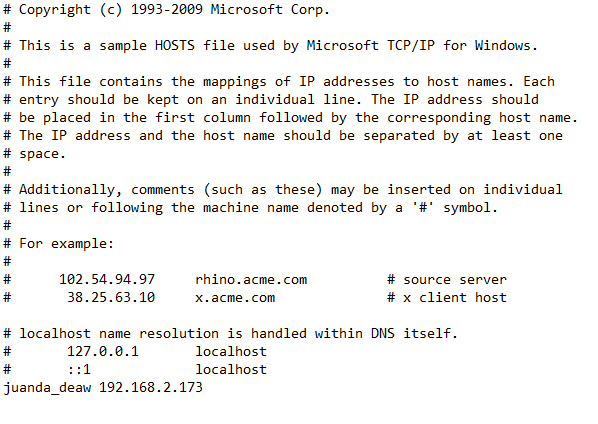 # Copyright (c) 1993-2009 Microsoft Corp.
#
# This is a sample HOSTS file used by Microsoft TCP/IP for Windows.
#
# This file contains the mappings of IP addresses to host names. Each
# entry should be kept on an individual line. The IP address should
# be placed in the first column followed by the corresponding host name.
# The IP address and the host name should be separated by at least one
# space.
#
# Additionally, comments (such as these) may be inserted on individual
# lines or following the machine name denoted by a '#' symbol.
#
# For example:
#
#      102.54.94.97     rhino.acme.com          # source server
#       38.25.63.10     x.acme.com              # x client host

# localhost name resolution is handled within DNS itself.
#       127.0.0.1       localhost
#       ::1             localhost
juanda_deaw 192.168.2.173